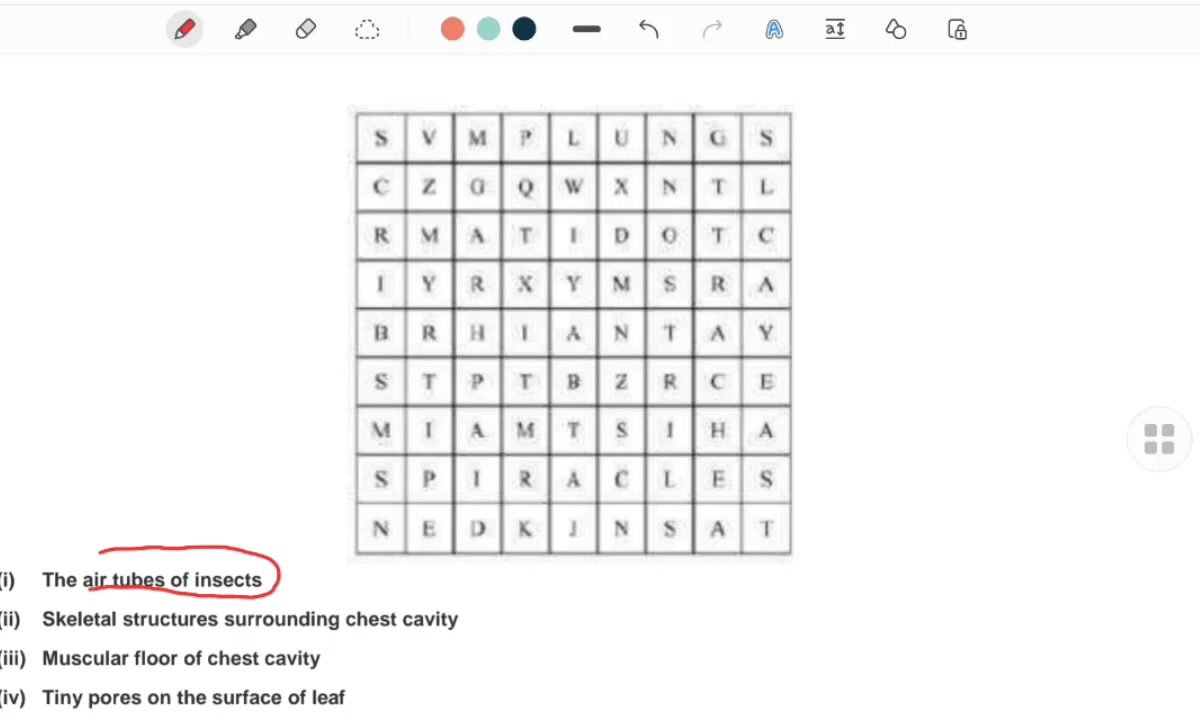 S V M P L U N G S
C Z G Q W X N T L
R M A T I D O T C
I Y R X Y M S R A
B R H I A N T A Y
S T P T B Z R C E
M I A M T S I H A
S P I R A C L E S
N E D K J N S A T
(i) The air tubes of insects
(ii) Skeletal structures surrounding chest cavity
(iii) Muscular floor of chest cavity
(iv) Tiny pores on the surface of leaf